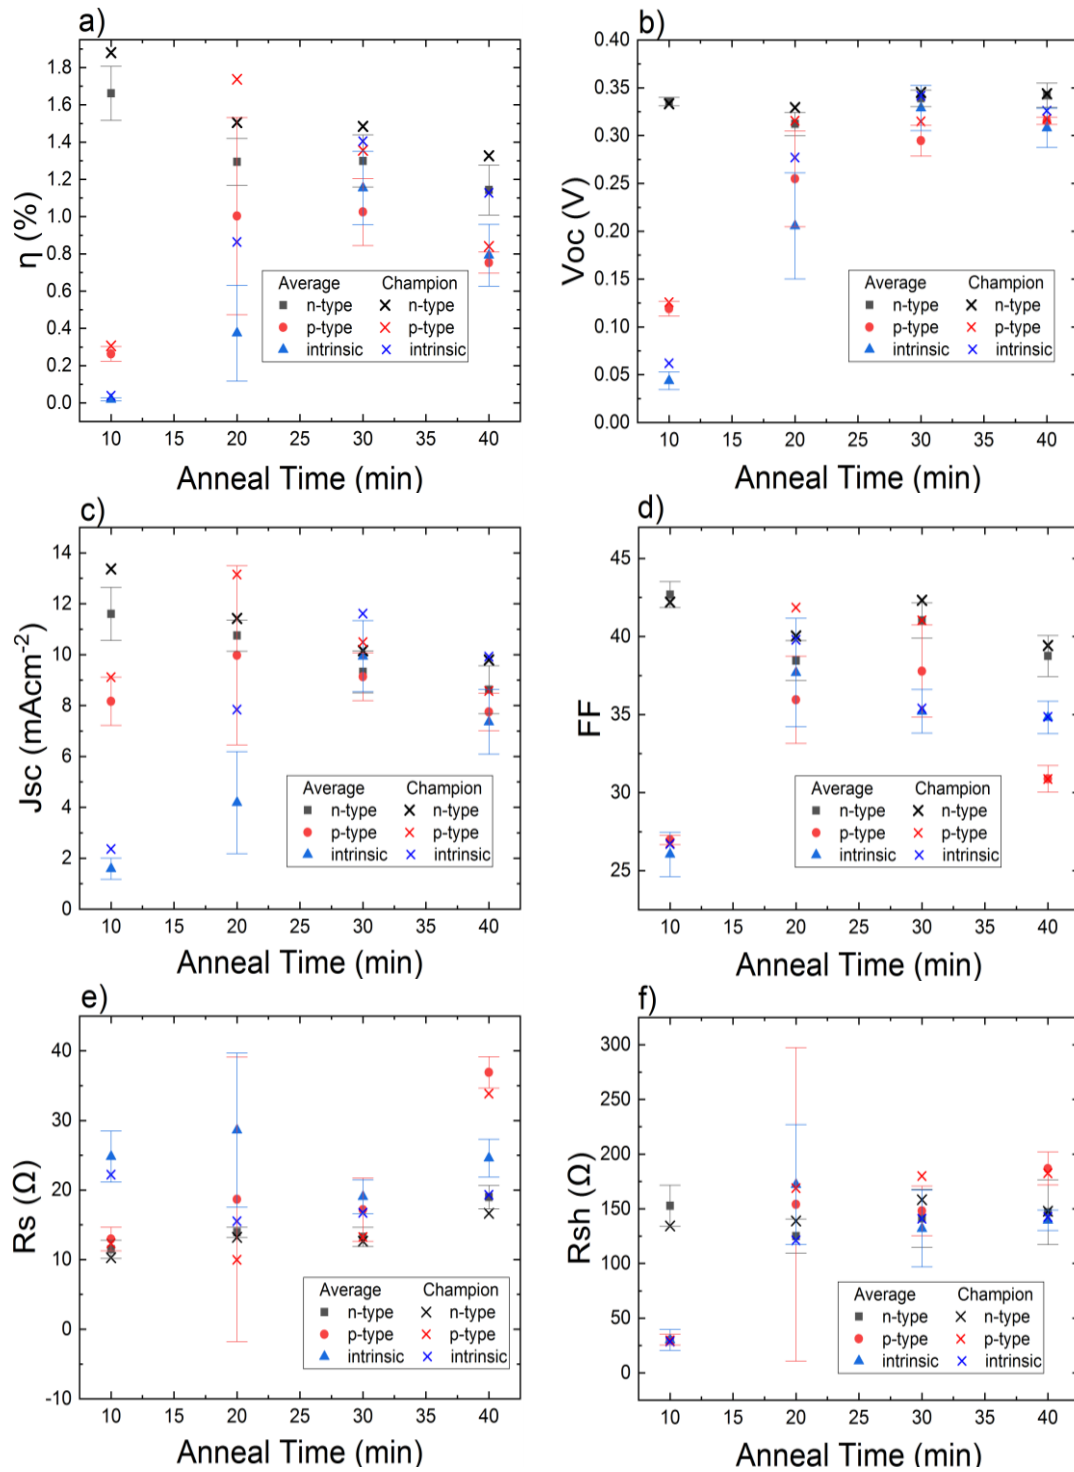 a)
η (%)
1.8
1.6
1.4
1.2
1.0
0.8
0.6
0.4
0.2
0.0
Average Champion
n-type n-type
p-type p-type
intrinsic intrinsic
10 15 20 25 30 35 40
Anneal Time (min)
b)
Voc (V)
0.40
0.35
0.30
0.25
0.20
0.15
0.10
0.05
0.00
Average Champion
n-type n-type
p-type p-type
intrinsic intrinsic
10 15 20 25 30 35 40
Anneal Time (min)
c)
Jsc (mAcm⁻²)
14
12
10
8
6
4
2
0
Average Champion
n-type n-type
p-type p-type
intrinsic intrinsic
10 15 20 25 30 35 40
Anneal Time (min)
d)
FF
45
40
35
30
25
Average Champion
n-type n-type
p-type p-type
intrinsic intrinsic
10 15 20 25 30 35 40
Anneal Time (min)
e)
Rs (Ω)
40
30
20
10
0
-10
Average Champion
n-type n-type
p-type p-type
intrinsic intrinsic
10 15 20 25 30 35 40
Anneal Time (min)
f)
Rsh (Ω)
300
250
200
150
100
50
0
Average Champion
n-type n-type
p-type p-type
intrinsic intrinsic
10 15 20 25 30 35 40
Anneal Time (min)